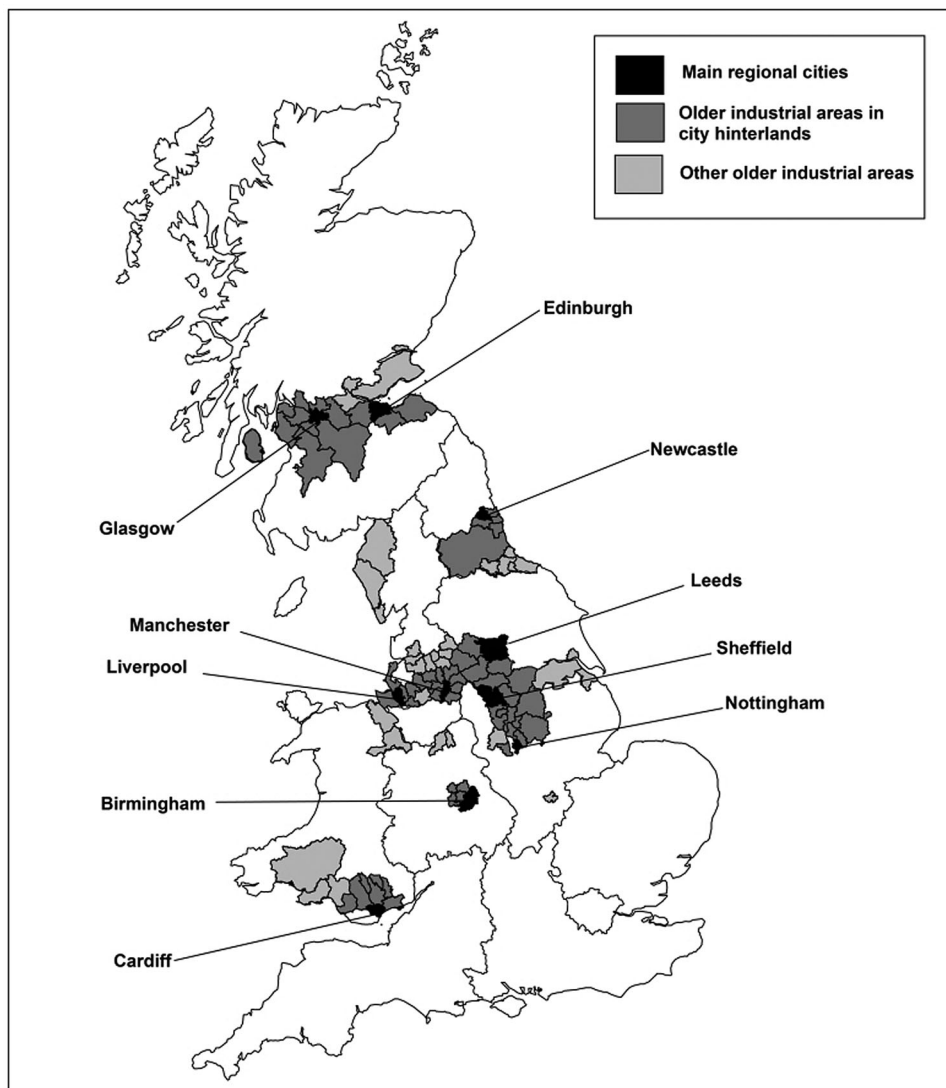 Main regional cities
Older industrial areas in
city hinterlands
Other older industrial areas
Edinburgh
Newcastle
Glasgow
Leeds
Manchester
Sheffield
Liverpool
Nottingham
Birmingham
Cardiff